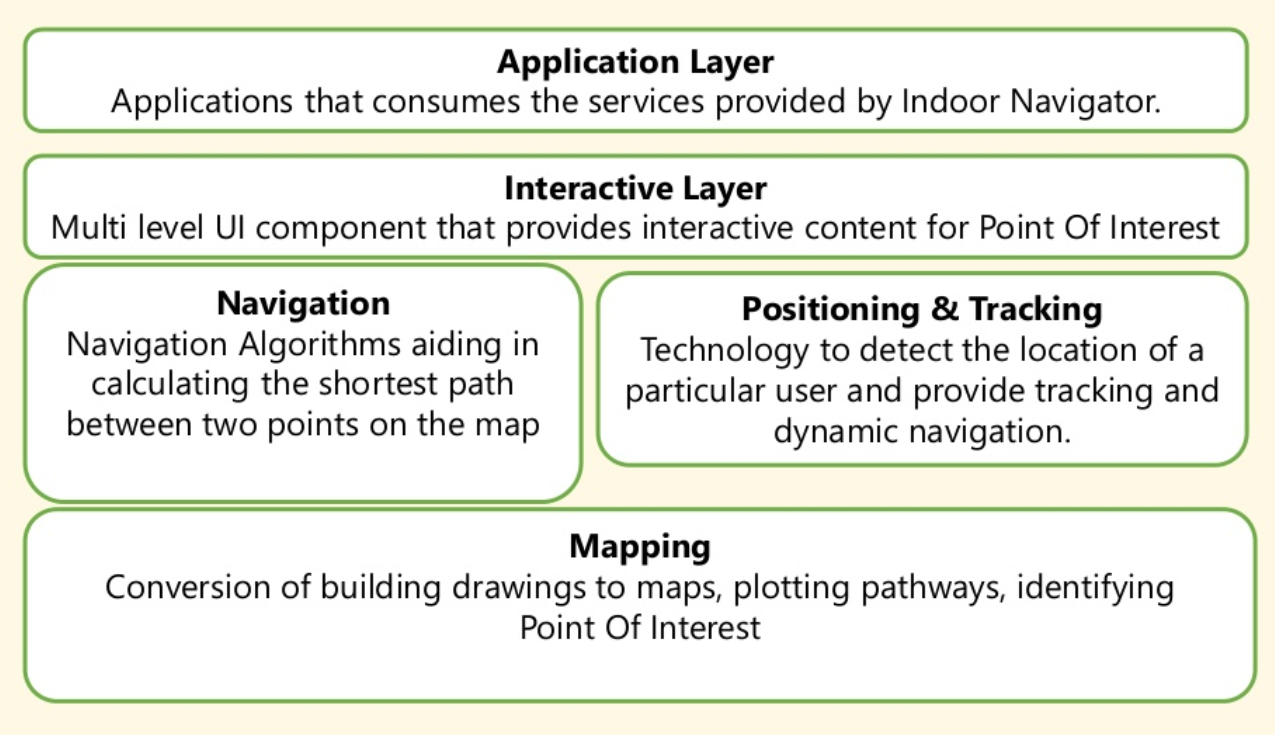 Application Layer
Applications that consumes the services provided by Indoor Navigator.
Interactive Layer
Multi level UI component that provides interactive content for Point Of Interest
Navigation
Navigation Algorithms aiding in
calculating the shortest path
between two points on the map
Positioning & Tracking
Technology to detect the location of a
particular user and provide tracking and
dynamic navigation.
Mapping
Conversion of building drawings to maps, plotting pathways, identifying
Point Of Interest